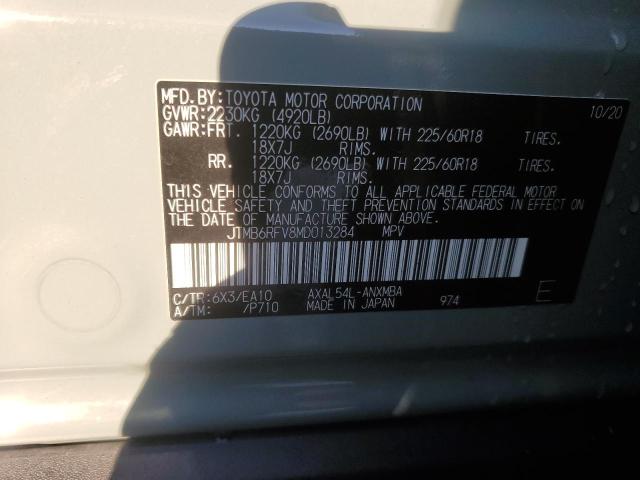 MFD.BY:TOYOTA MOTOR CORPORATION 10/20
GVWR:2230KG (4920LB)
GAWR:FRT. 1220KG (2690LB) WITH 225/60R18 TIRES.
18X7J RIMS.
RR. 1220KG (2690LB) WITH 225/60R18 TIRES.
18X7J RIMS.
THIS VEHICLE CONFORMS TO ALL APPLICABLE FEDERAL MOTOR
VEHICLE SAFETY AND THEFT PREVENTION STANDARDS IN EFFECT ON
THE DATE OF MANUFACTURE SHOWN ABOVE.
JTMB6RFV8MD013284 MPV
C/TR:6X3/EA10 AXAL54L-ANXMBA E
A/TM: /P710 MADE IN JAPAN 974